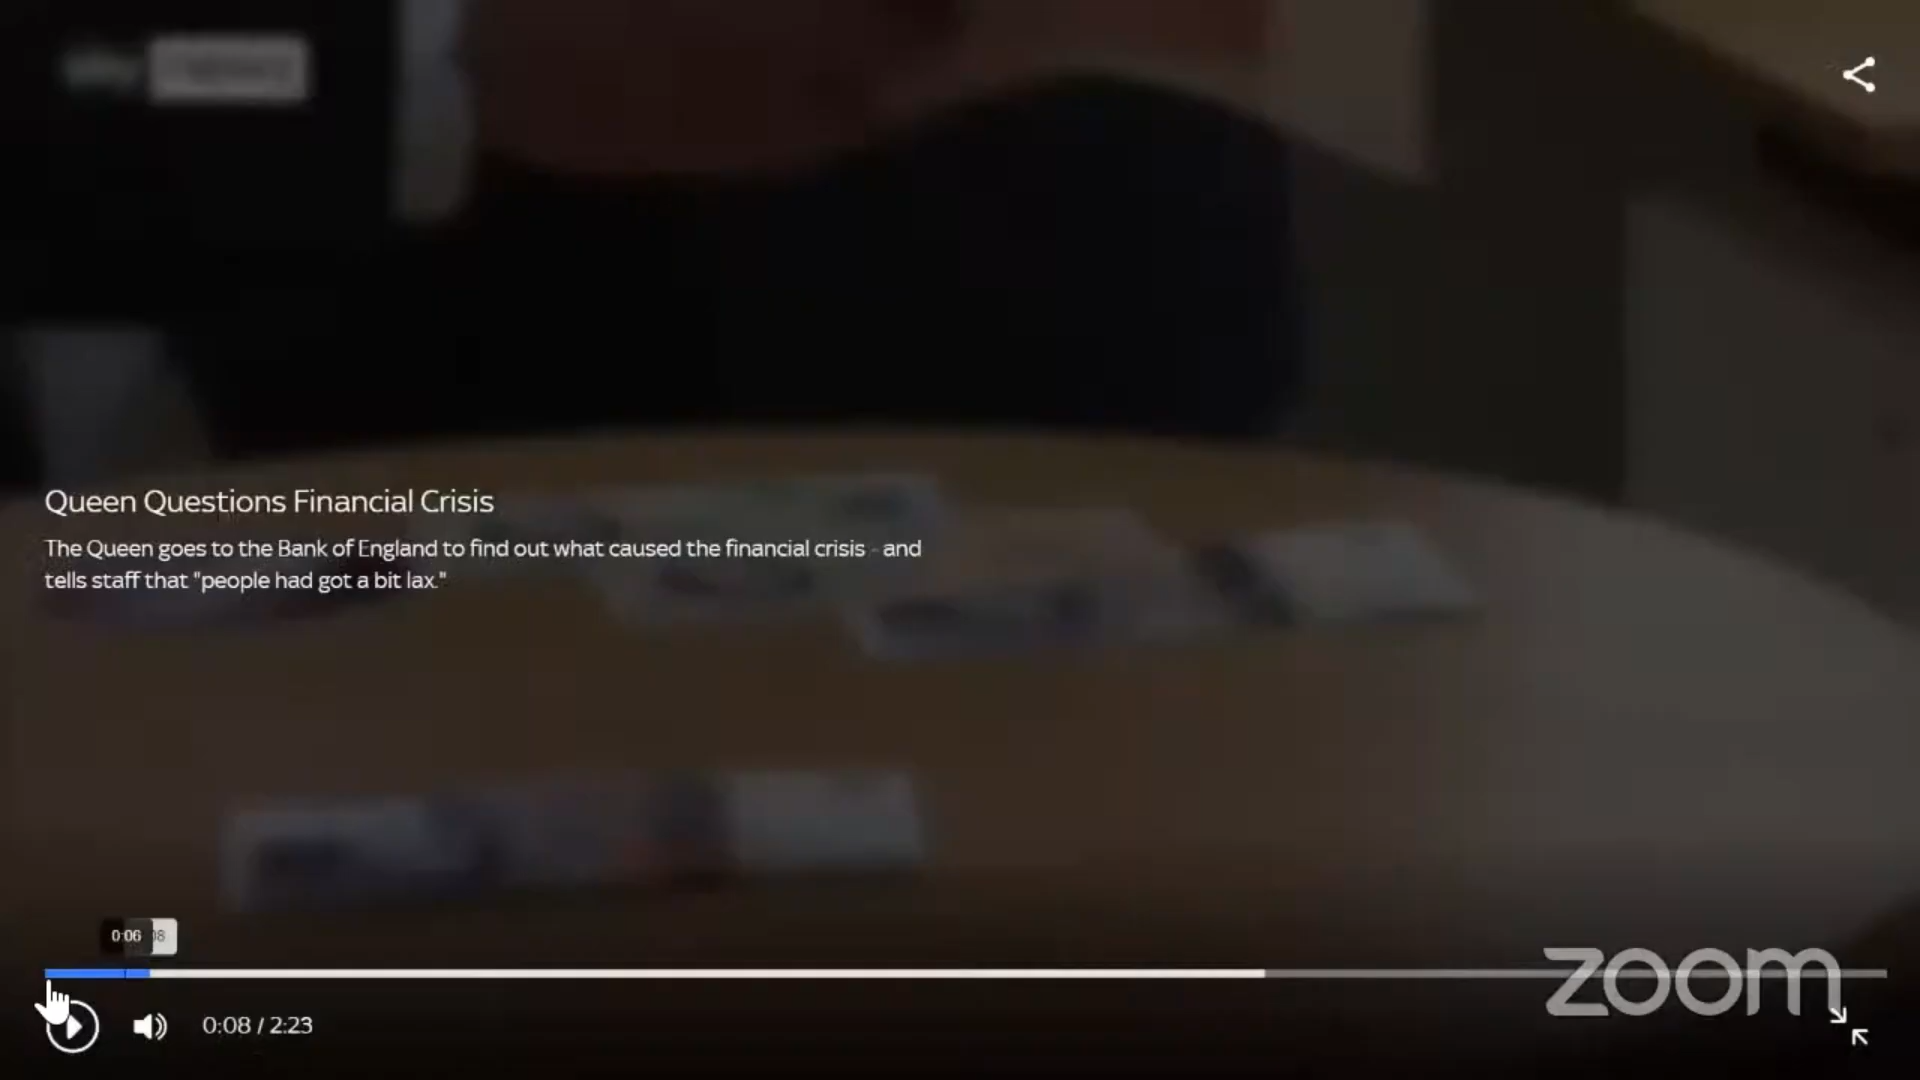 Queen Questions Financial Crisis
The Queen goes to the Bank of England to find out what caused the financial crisis - and
tells staff that "people had got a bit lax."
0:06
0:08 / 2:23
zoom